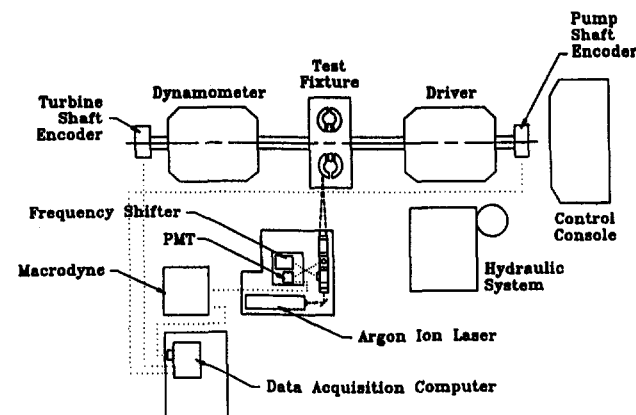 Pump
Shaft
Encoder
Test
Fixture
Dynamometer
Driver
Turbine
Shaft
Encoder
Frequency Shifter
PMT
Control
Console
Macrodyne
Hydraulic
System
Argon Ion Laser
Data Acquisition Computer